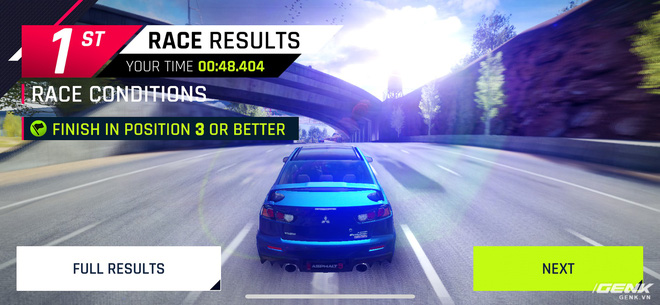 1ST
RACE RESULTS
YOUR TIME 00:48.404
RACE CONDITIONS
FINISH IN POSITION 3 OR BETTER
ASPHALT
FULL RESULTS
NEXT
GENK
GENK.VN